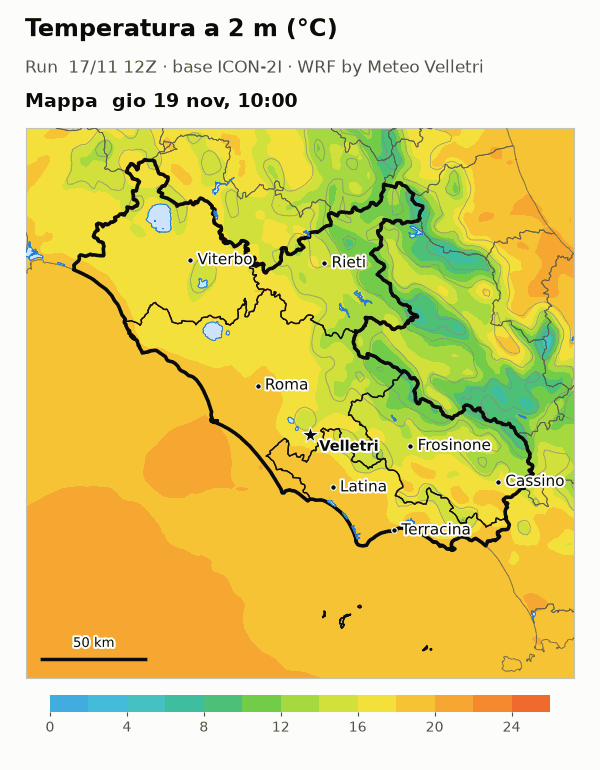 Temperatura a 2 m (°C)
Run  17/11 12Z · base ICON-2I · WRF by Meteo Velletri
Mappa  gio 19 nov, 10:00
Viterbo
Rieti
Roma
Velletri
Frosinone
Cassino
Latina
Terracina
50 km
0 4 8 12 16 20 24